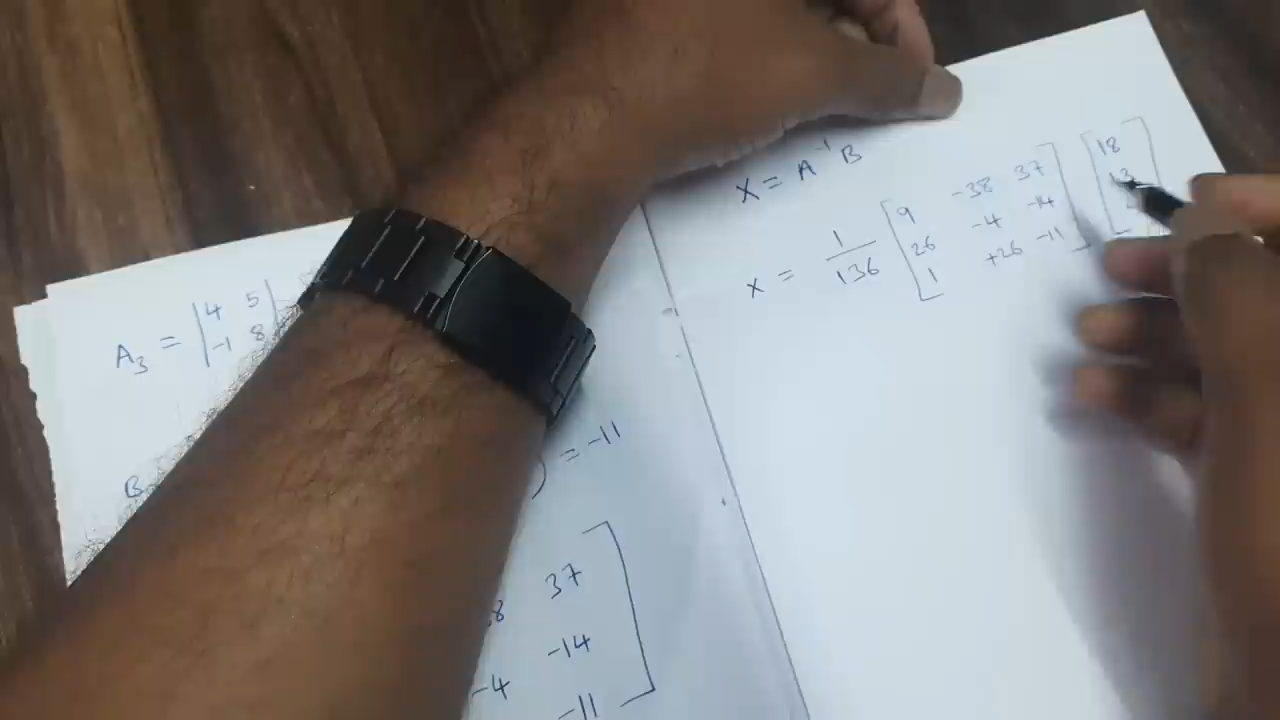 A3 = | 4 5 |
| -1 8 |
B
) = -11
37
-14
-4
-11
X = A⁻¹ B
x = 1/136 [ 9 -38 37 ] [ 18 ]
[ 26 -4 -14 ]
[ 1 +26 -11 ]